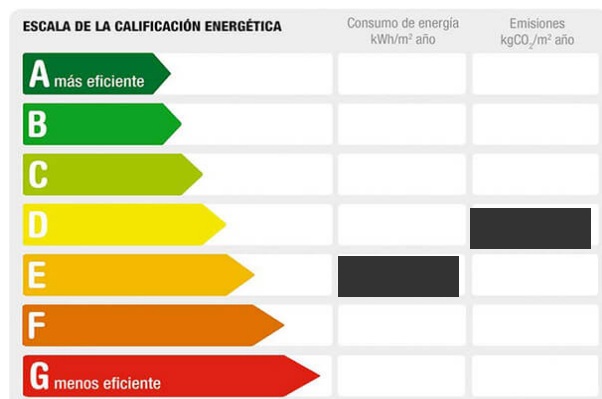 ESCALA DE LA CALIFICACIÓN ENERGÉTICA
Consumo de energía
kWh/m² año
Emisiones
kgCO₂/m² año
A más eficiente
B
C
D
E
F
G menos eficiente